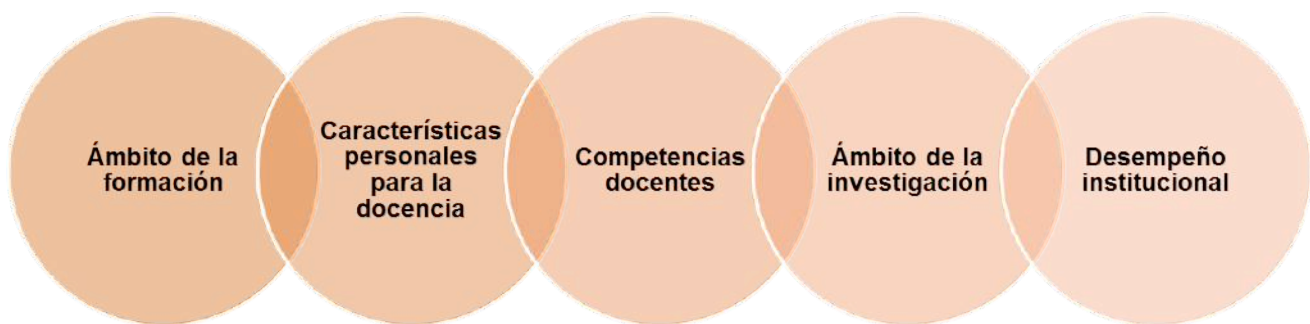 Ámbito de la
formación
Características
personales
para la
docencia
Competencias
docentes
Ámbito de la
investigación
Desempeño
institucional